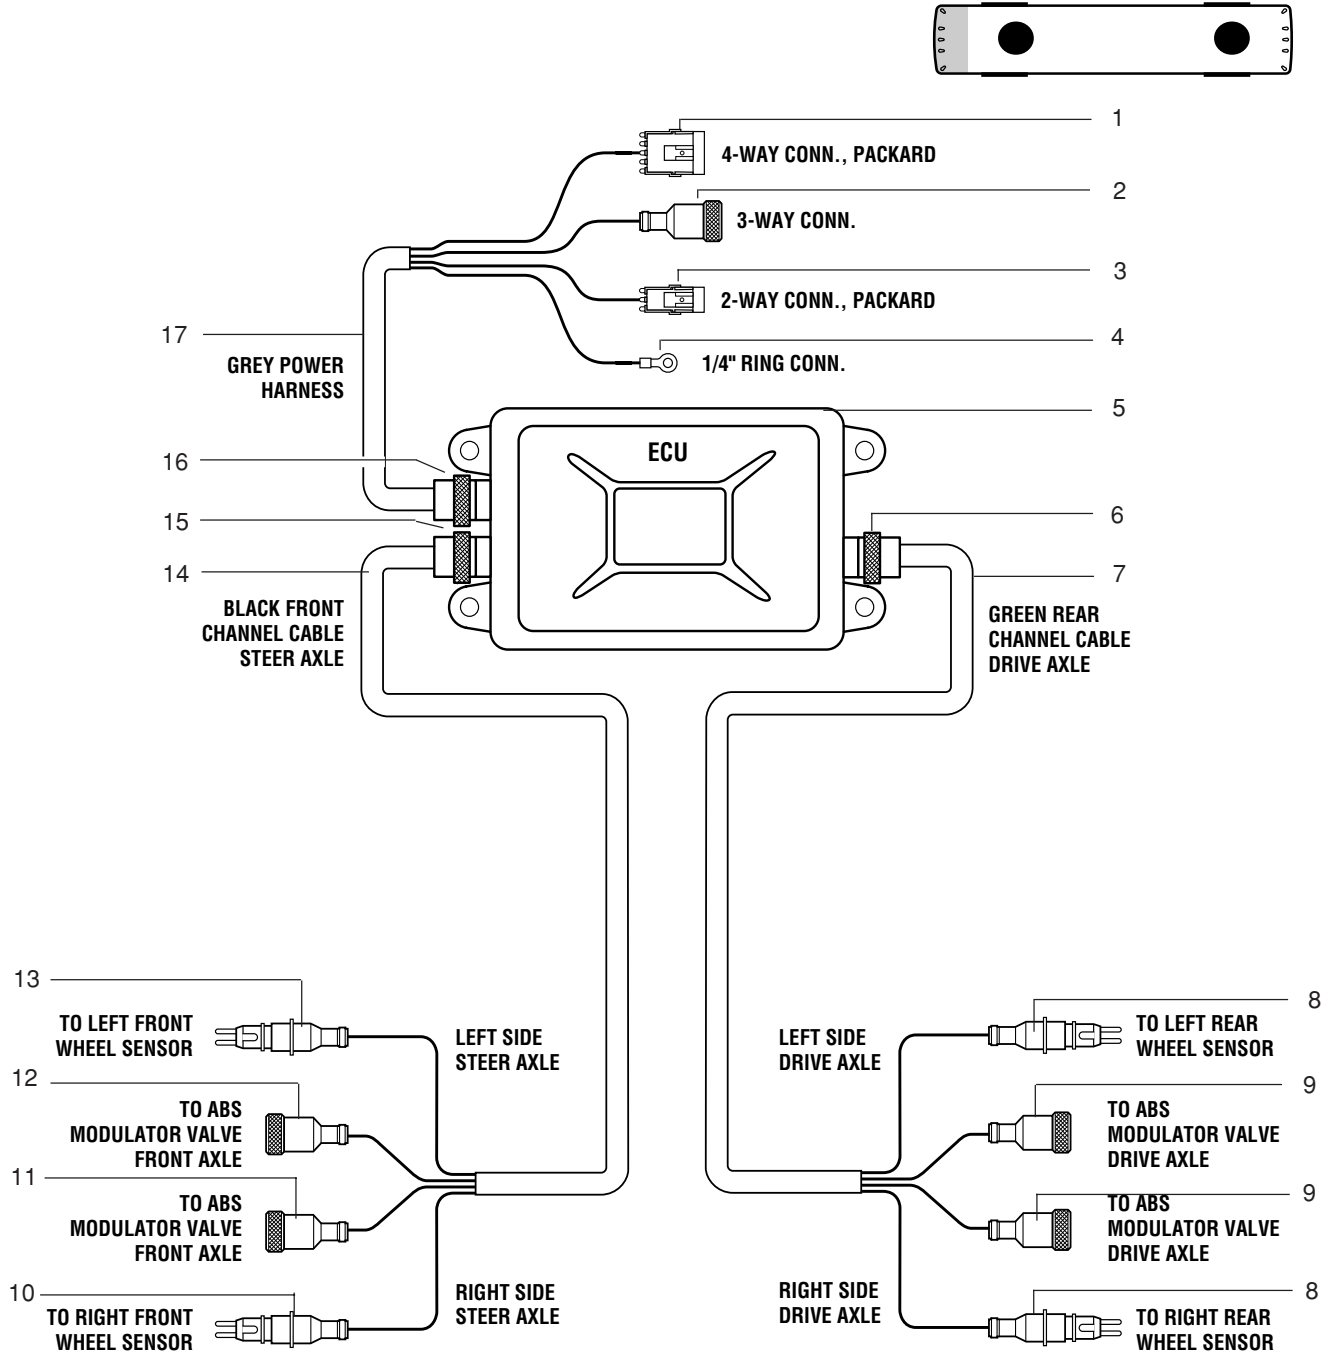 1
4-WAY CONN., PACKARD
2
3-WAY CONN.
3
2-WAY CONN., PACKARD
4
1/4" RING CONN.
17
GREY POWER
HARNESS
5
ECU
16
15
6
14
7
BLACK FRONT
CHANNEL CABLE
STEER AXLE
GREEN REAR
CHANNEL CABLE
DRIVE AXLE
13
TO LEFT FRONT
WHEEL SENSOR
LEFT SIDE
STEER AXLE
12
TO ABS
MODULATOR VALVE
FRONT AXLE
11
TO ABS
MODULATOR VALVE
FRONT AXLE
10
TO RIGHT FRONT
WHEEL SENSOR
RIGHT SIDE
STEER AXLE
LEFT SIDE
DRIVE AXLE
8
TO LEFT REAR
WHEEL SENSOR
9
TO ABS
MODULATOR VALVE
DRIVE AXLE
9
TO ABS
MODULATOR VALVE
DRIVE AXLE
RIGHT SIDE
DRIVE AXLE
8
TO RIGHT REAR
WHEEL SENSOR